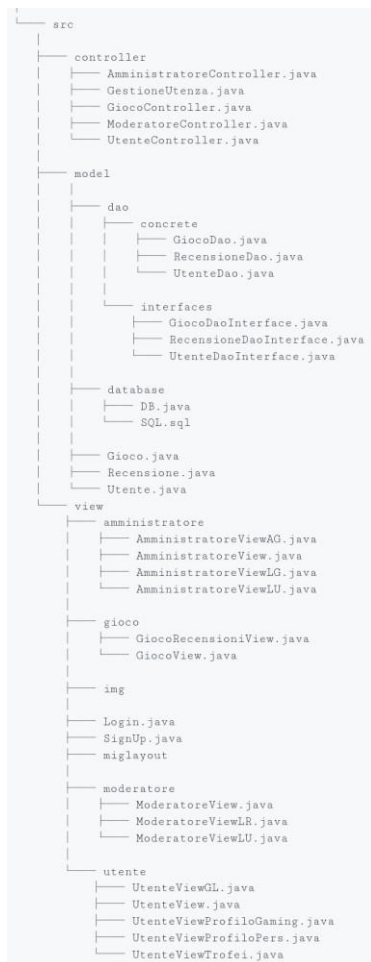 src
controller
AmministratoreController.java
GestioneUtenza.java
GiocoController.java
ModeratoreController.java
UtenteController.java
model
dao
concrete
GiocoDao.java
RecensioneDao.java
UtenteDao.java
interfaces
GiocoDaoInterface.java
RecensioneDaoInterface.java
UtenteDaoInterface.java
database
DB.java
SQL.sql
Gioco.java
Recensione.java
Utente.java
view
amministratore
AmministratoreViewAG.java
AmministratoreView.java
AmministratoreViewLG.java
AmministratoreViewLU.java
gioco
GiocoRecensioniView.java
GiocoView.java
img
Login.java
SignUp.java
miglayout
moderatore
ModeratoreView.java
ModeratoreViewLR.java
ModeratoreViewLU.java
utente
UtenteViewGL.java
UtenteView.java
UtenteViewProfiloGaming.java
UtenteViewProfiloPers.java
UtenteViewTrofei.java